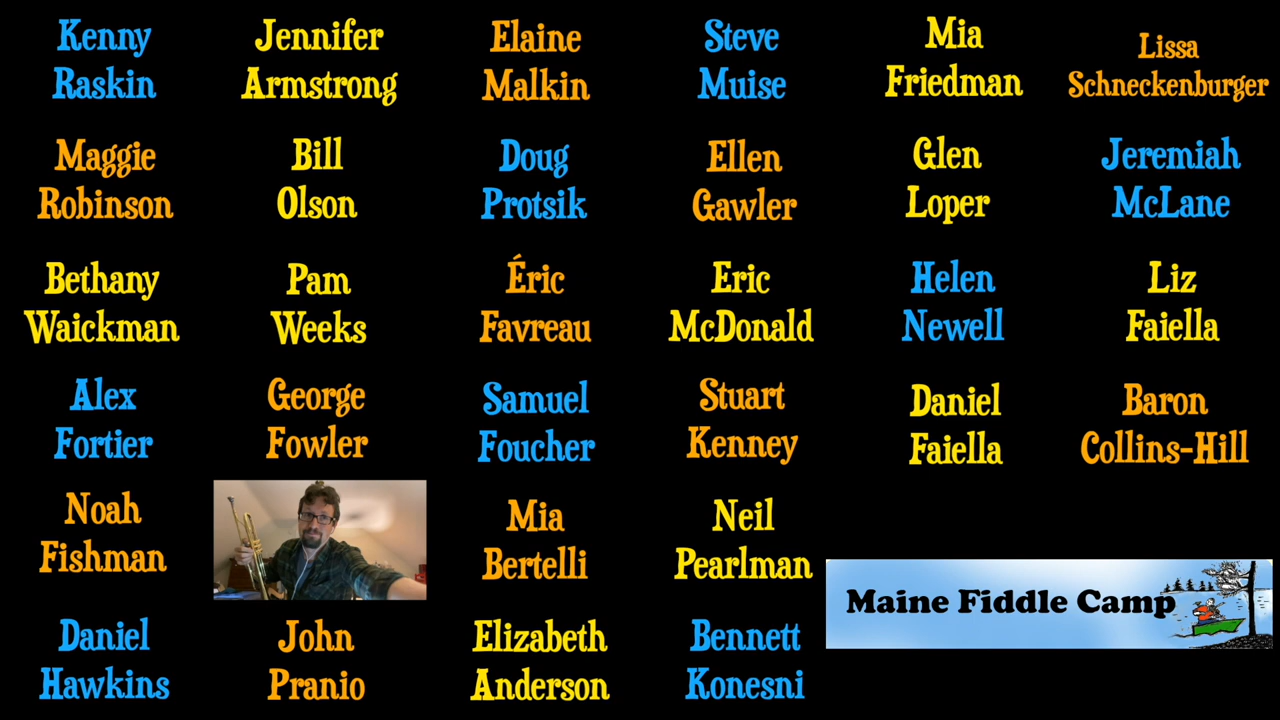 Kenny
Raskin
Jennifer
Armstrong
Elaine
Malkin
Steve
Muise
Mia
Friedman
Lissa
Schneckenburger
Maggie
Robinson
Bill
Olson
Doug
Protsik
Ellen
Gawler
Glen
Loper
Jeremiah
McLane
Bethany
Waickman
Pam
Weeks
Éric
Favreau
Eric
McDonald
Helen
Newell
Liz
Faiella
Alex
Fortier
George
Fowler
Samuel
Foucher
Stuart
Kenney
Daniel
Faiella
Baron
Collins-Hill
Noah
Fishman
Mia
Bertelli
Neil
Pearlman
Maine Fiddle Camp
Daniel
Hawkins
John
Pranio
Elizabeth
Anderson
Bennett
Konesni